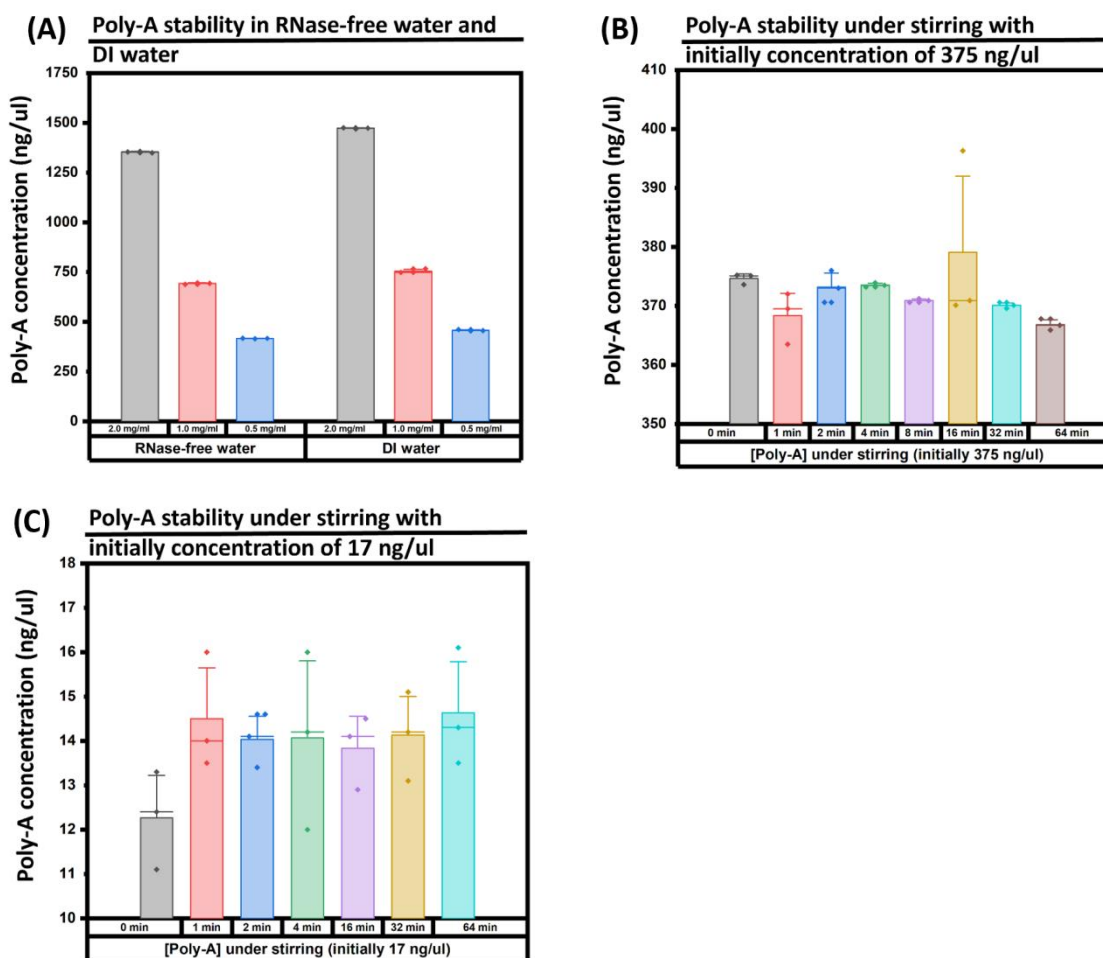 (A)
Poly-A stability in RNase-free water and
DI water
Poly-A concentration (ng/ul)
1750
1500
1250
1000
750
500
250
0
2.0 mg/ml 1.0 mg/ml 0.5 mg/ml 2.0 mg/ml 1.0 mg/ml 0.5 mg/ml
RNase-free water DI water
(B)
Poly-A stability under stirring with
initially concentration of 375 ng/ul
Poly-A concentration (ng/ul)
410
400
390
380
370
360
350
0 min 1 min 2 min 4 min 8 min 16 min 32 min 64 min
[Poly-A] under stirring (initially 375 ng/ul)
(C)
Poly-A stability under stirring with
initially concentration of 17 ng/ul
Poly-A concentration (ng/ul)
18
17
16
15
14
13
12
11
10
0 min 1 min 2 min 4 min 16 min 32 min 64 min
[Poly-A] under stirring (initially 17 ng/ul)